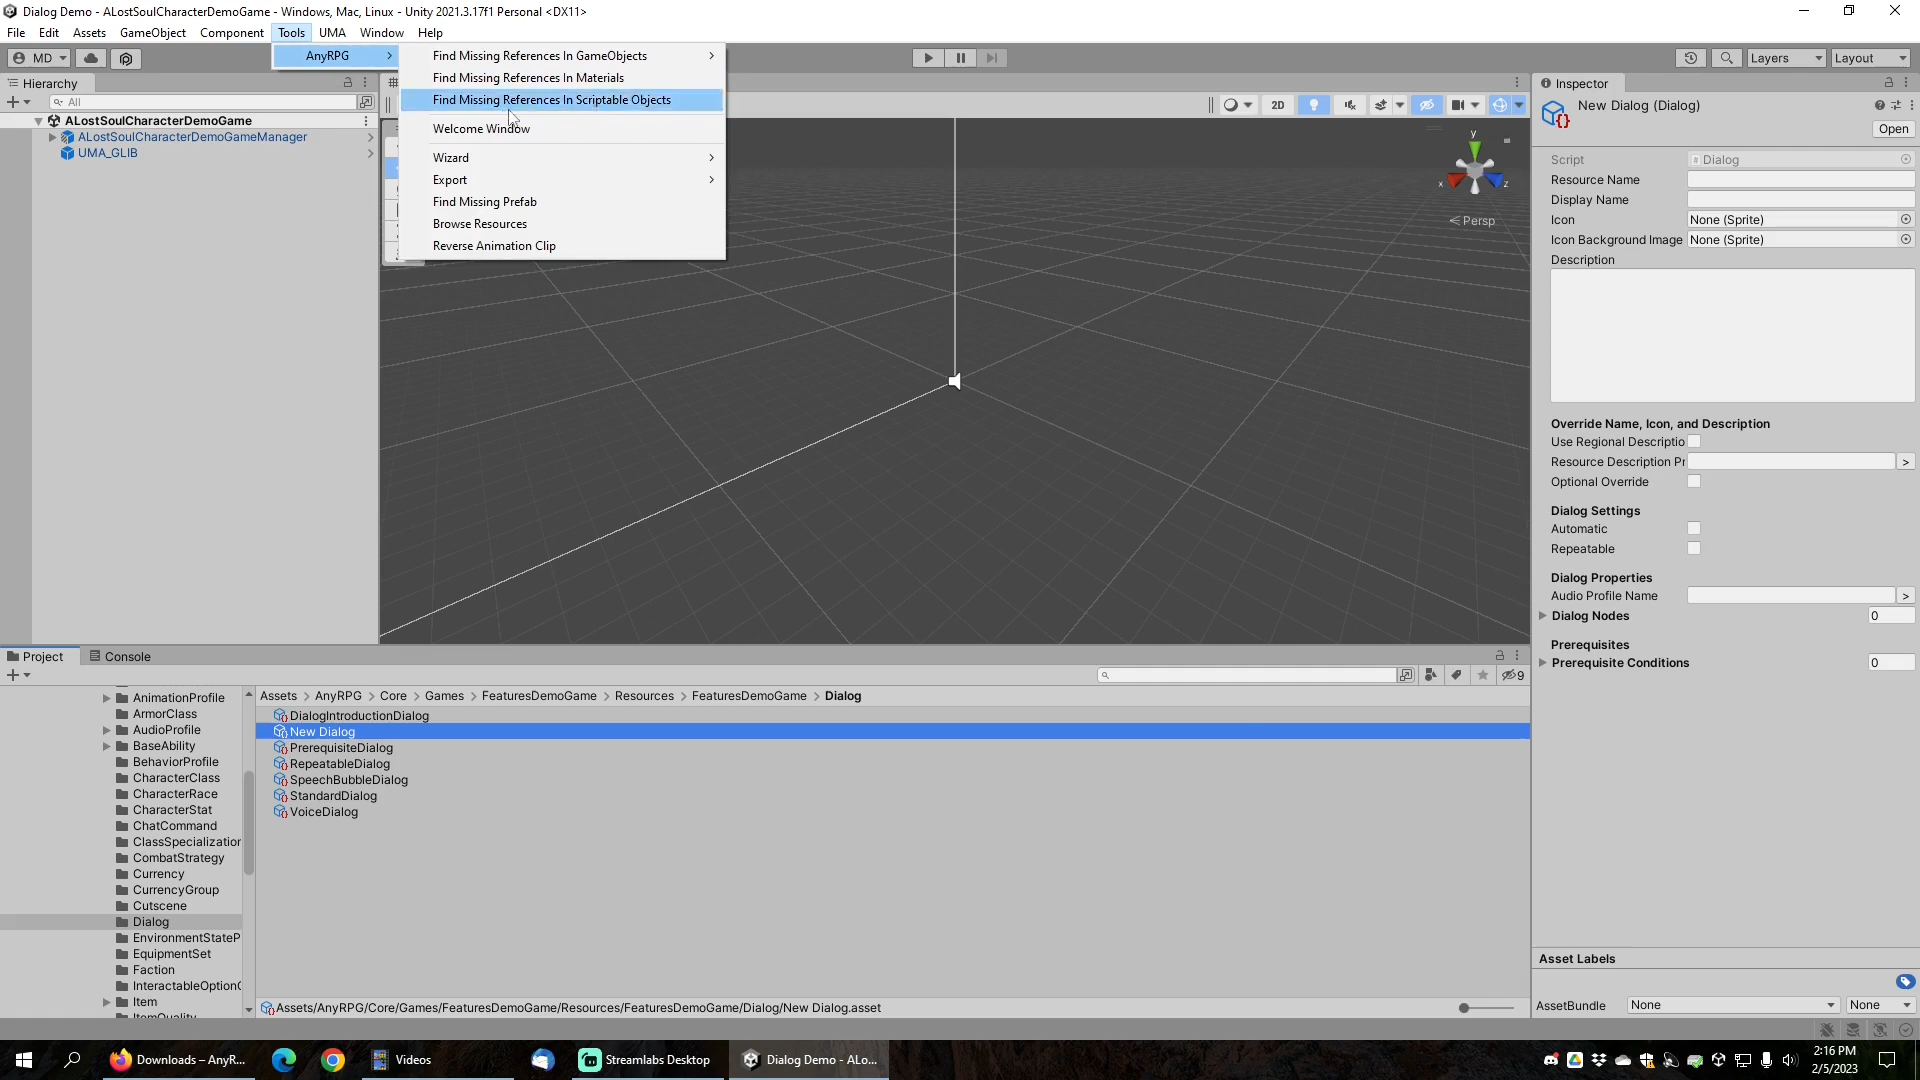 Dialog Demo - ALostSoulCharacterDemoGame - Windows, Mac, Linux - Unity 2021.3.17f1 Personal <DX11>
File Edit Assets GameObject Component Tools UMA Window Help
MD
Layers Layout
AnyRPG
Find Missing References In GameObjects
Find Missing References In Materials
Find Missing References In Scriptable Objects
Welcome Window
Wizard
Export
Find Missing Prefab
Browse Resources
Reverse Animation Clip
Hierarchy
All
ALostSoulCharacterDemoGame
ALostSoulCharacterDemoGameManager
UMA_GLIB
2D
y
x z
Persp
Inspector
New Dialog (Dialog)
Open
Script Dialog
Resource Name
Display Name
Icon None (Sprite)
Icon Background Image None (Sprite)
Description
Override Name, Icon, and Description
Use Regional Descriptio
Resource Description Pr >
Optional Override
Dialog Settings
Automatic
Repeatable
Dialog Properties
Audio Profile Name >
Dialog Nodes 0
Prerequisites
Prerequisite Conditions 0
Asset Labels
AssetBundle None None
Project Console
9
AnimationProfile
ArmorClass
AudioProfile
BaseAbility
BehaviorProfile
CharacterClass
CharacterRace
CharacterStat
ChatCommand
ClassSpecialization
CombatStrategy
Currency
CurrencyGroup
Cutscene
Dialog
EnvironmentStateP
EquipmentSet
Faction
InteractableOptionC
Item
ItemQuality
Assets > AnyRPG > Core > Games > FeaturesDemoGame > Resources > FeaturesDemoGame > Dialog
DialogIntroductionDialog
New Dialog
PrerequisiteDialog
RepeatableDialog
SpeechBubbleDialog
StandardDialog
VoiceDialog
Assets/AnyRPG/Core/Games/FeaturesDemoGame/Resources/FeaturesDemoGame/Dialog/New Dialog.asset
Downloads – AnyR...
Videos
Streamlabs Desktop
Dialog Demo - ALo...
2:16 PM
2/5/2023